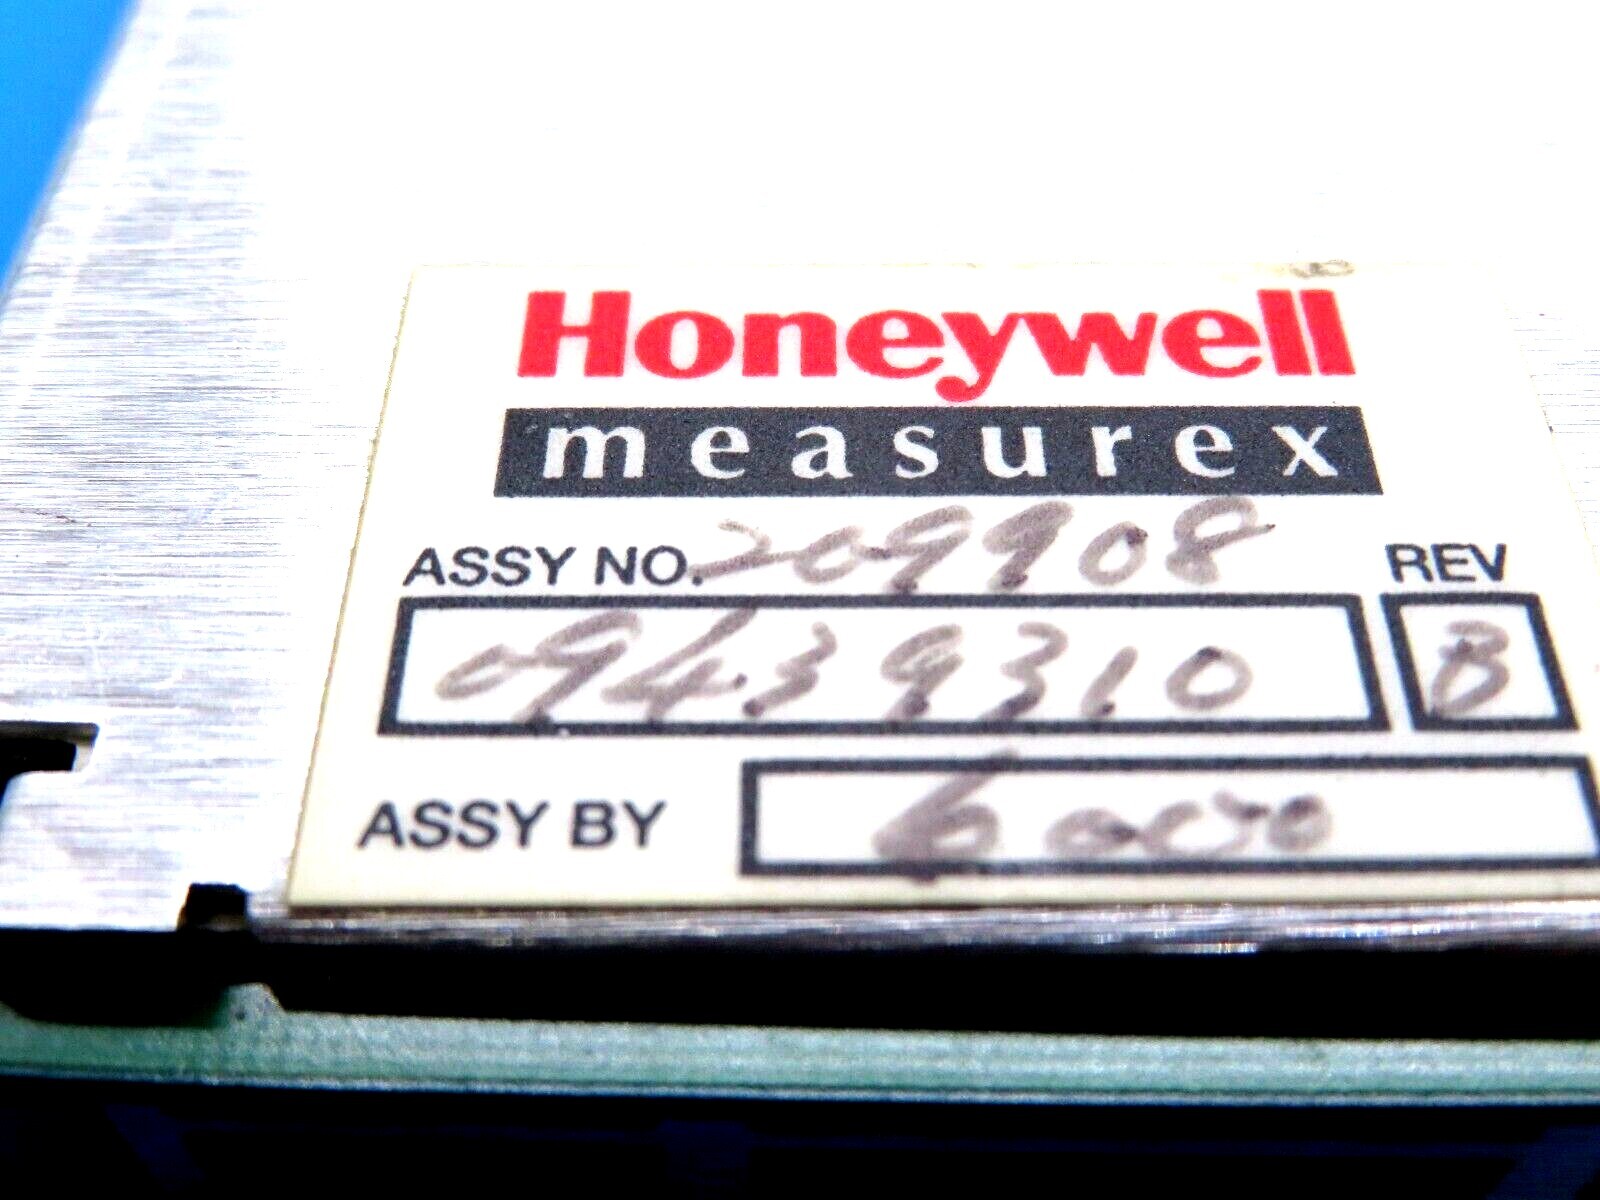 Honeywell
measurex
ASSY NO. 209908
REV
09439310
B
ASSY BY